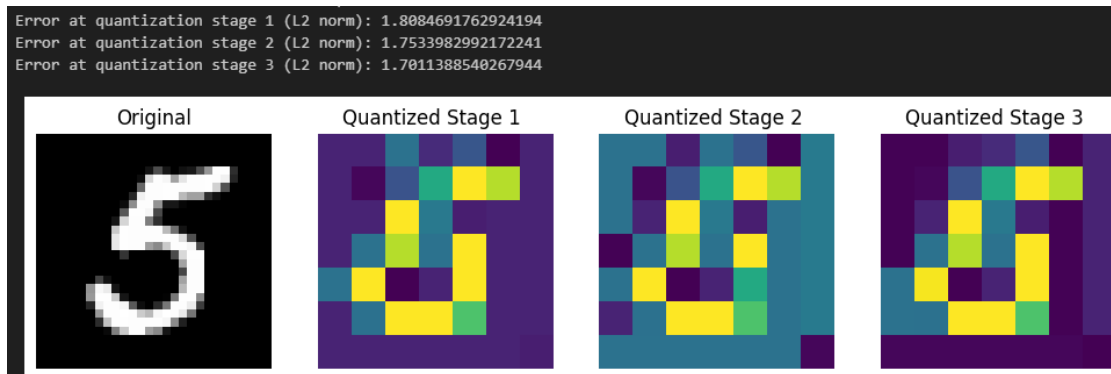 Error at quantization stage 1 (L2 norm): 1.8084691762924194
Error at quantization stage 2 (L2 norm): 1.7533982992172241
Error at quantization stage 3 (L2 norm): 1.7011388540267944
Original Quantized Stage 1 Quantized Stage 2 Quantized Stage 3
5